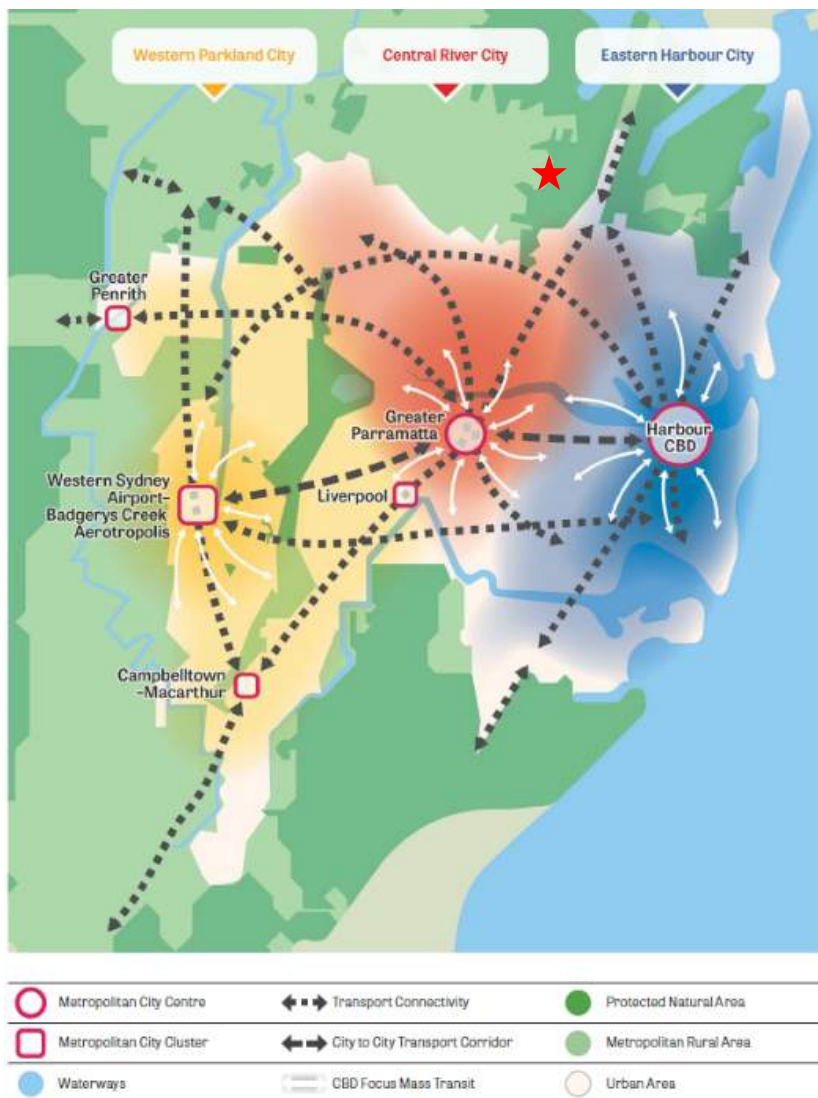 Western Parkland City
Central River City
Eastern Harbour City
Greater
Penrith
Greater
Parramatta
Harbour
CBD
Western Sydney
Airport–
Badgerys Creek
Aerotropolis
Liverpool
Campbelltown
–Macarthur
Metropolitan City Centre
Transport Connectivity
Protected Natural Area
Metropolitan City Cluster
City to City Transport Corridor
Metropolitan Rural Area
Waterways
CBD Focus Mass Transit
Urban Area